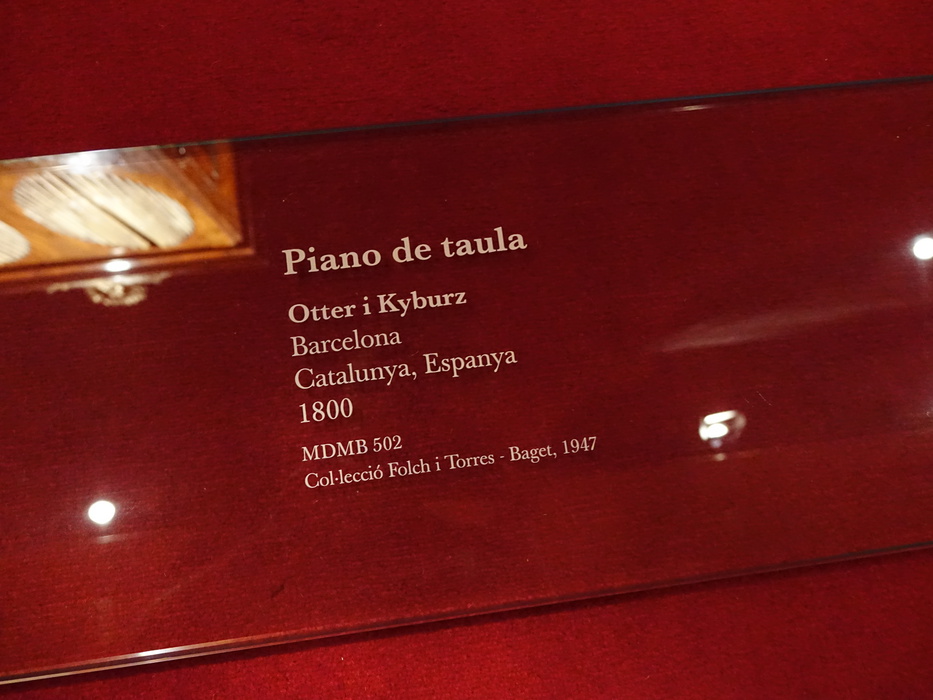 Piano de taula
Otter i Kyburz
Barcelona
Catalunya, Espanya
1800
MDMB 502
Col·lecció Folch i Torres - Baget, 1947